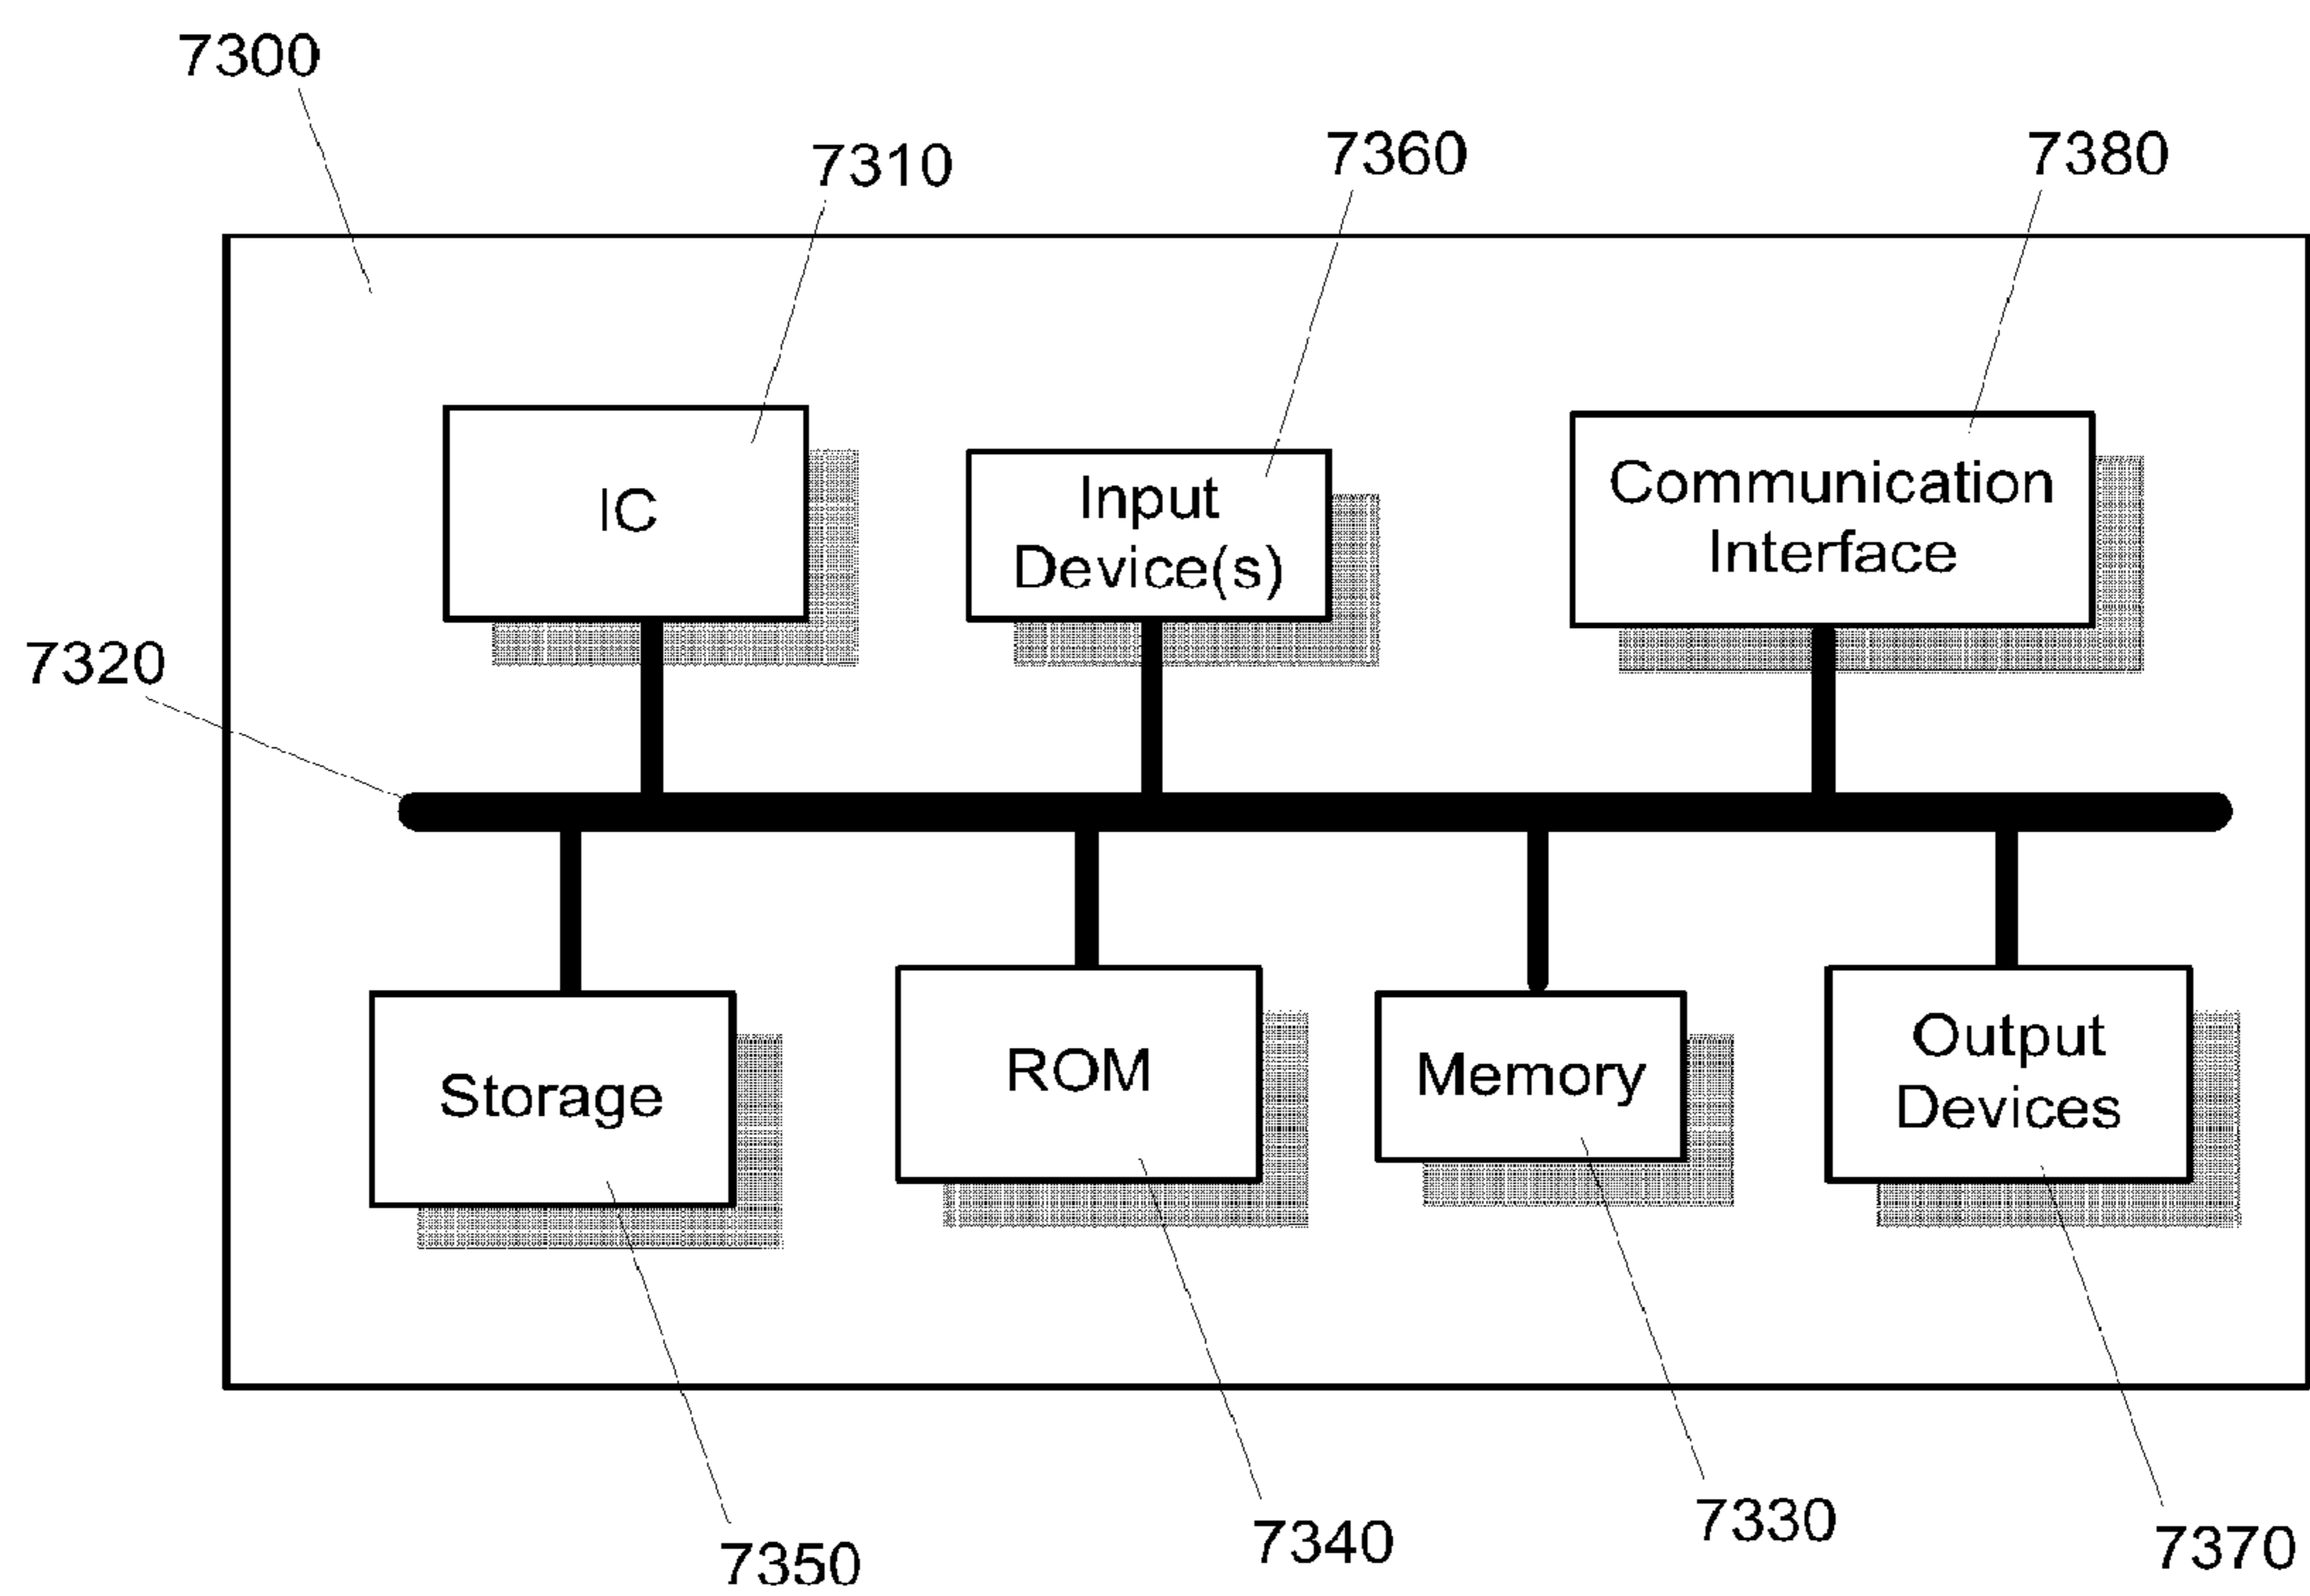 7300
7310
7360
7380
IC
Input
Device(s)
Communication
Interface
7320
Storage
ROM
Memory
Output
Devices
7350
7340
7330
7370